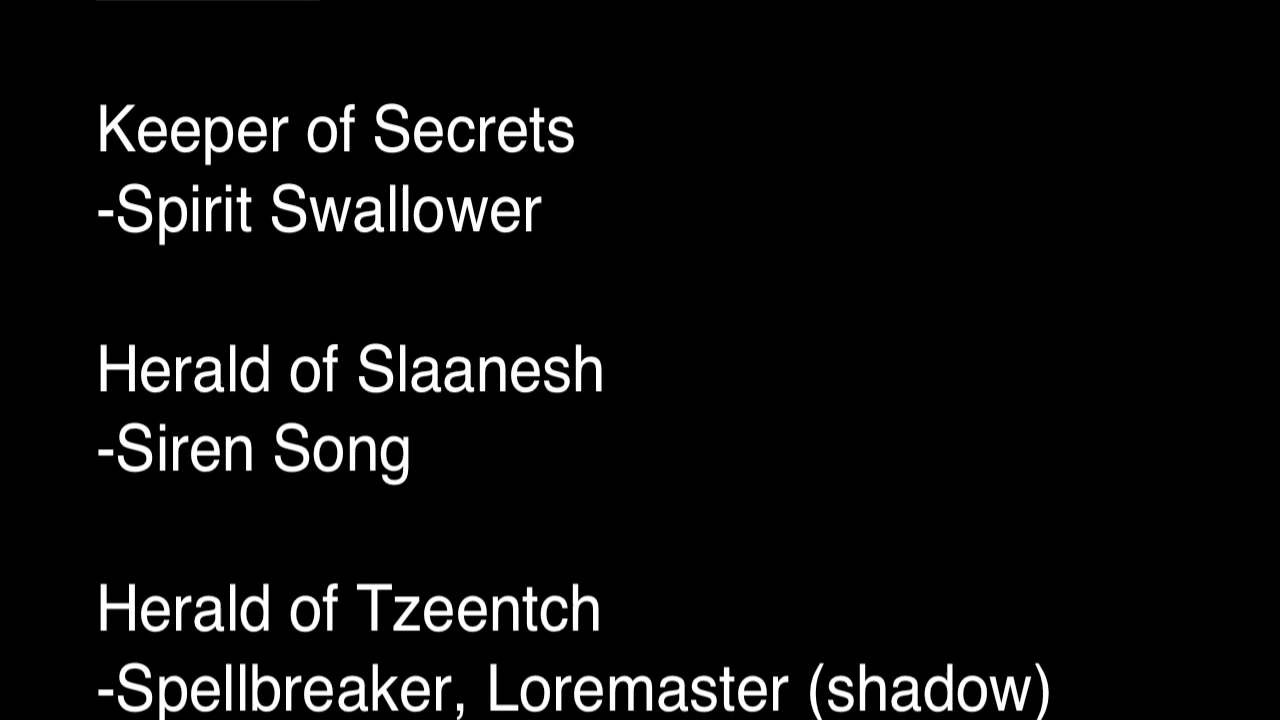 Keeper of Secrets
-Spirit Swallower
Herald of Slaanesh
-Siren Song
Herald of Tzeentch
-Spellbreaker, Loremaster (shadow)